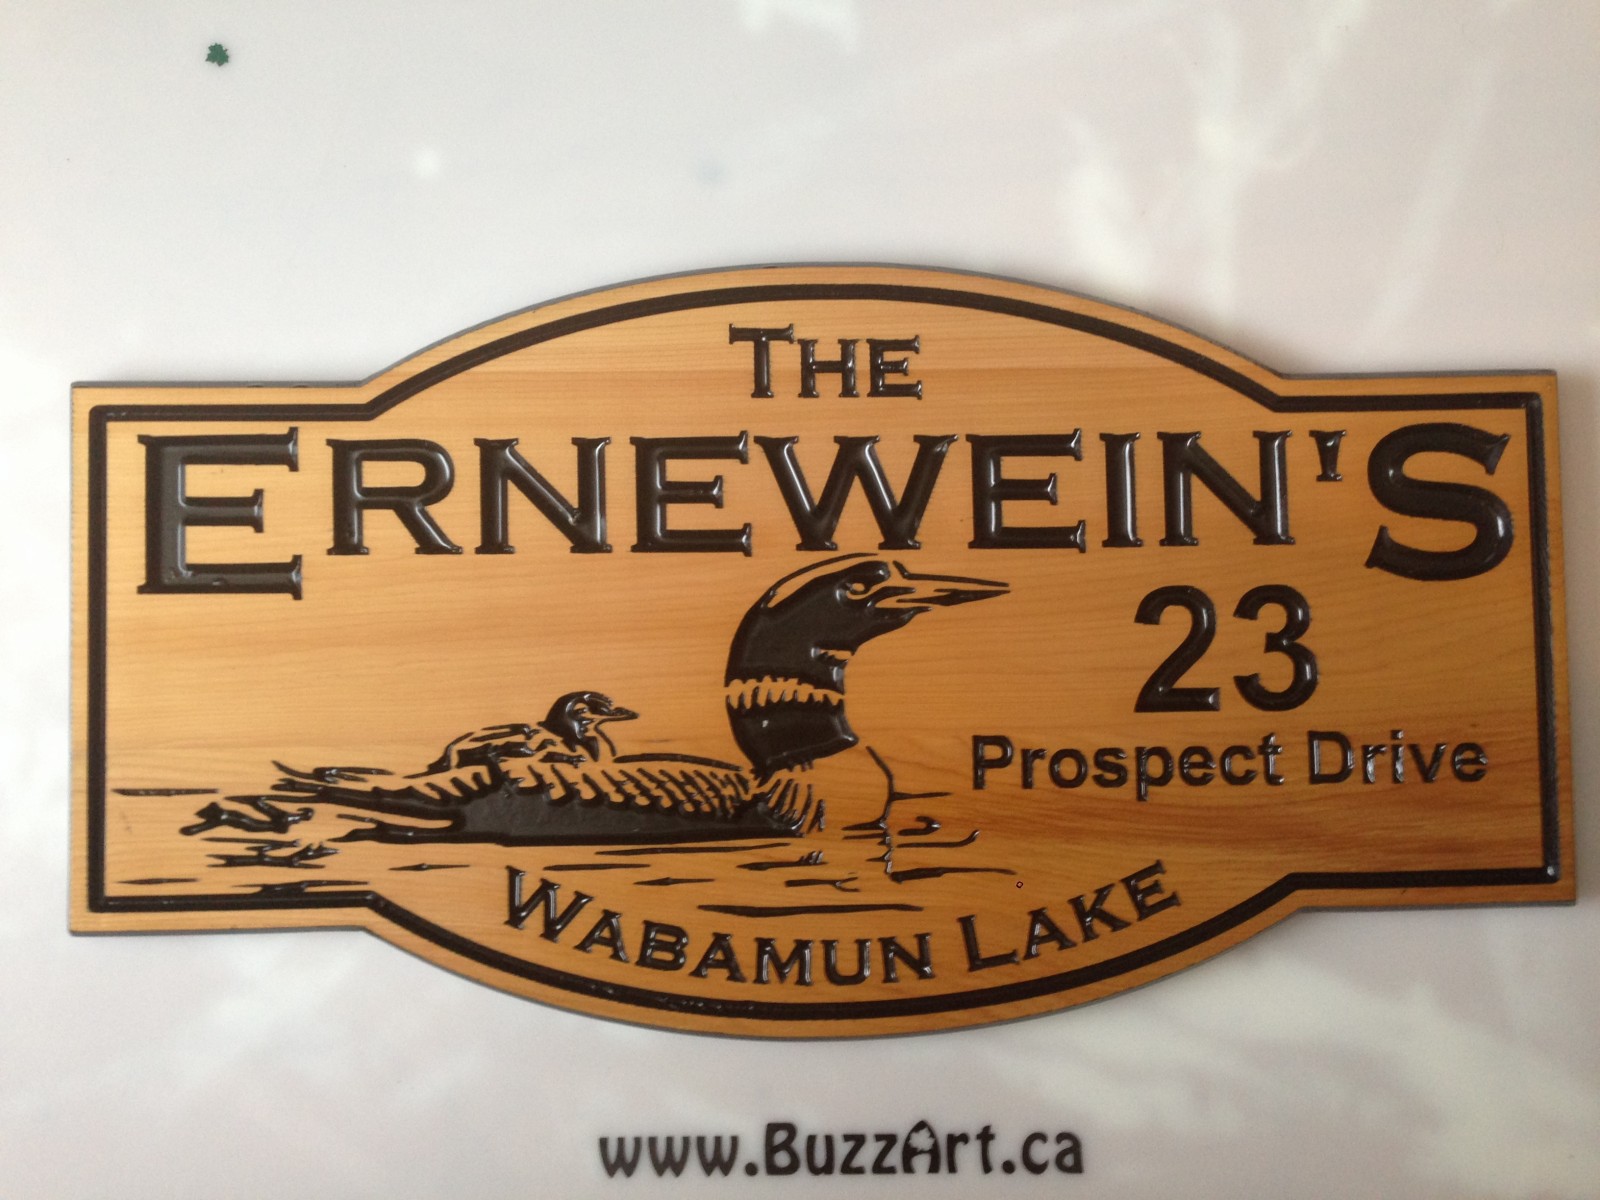 THE
ERNEWEIN'S
23
Prospect Drive
WABAMUN LAKE
www.BuzzArt.ca